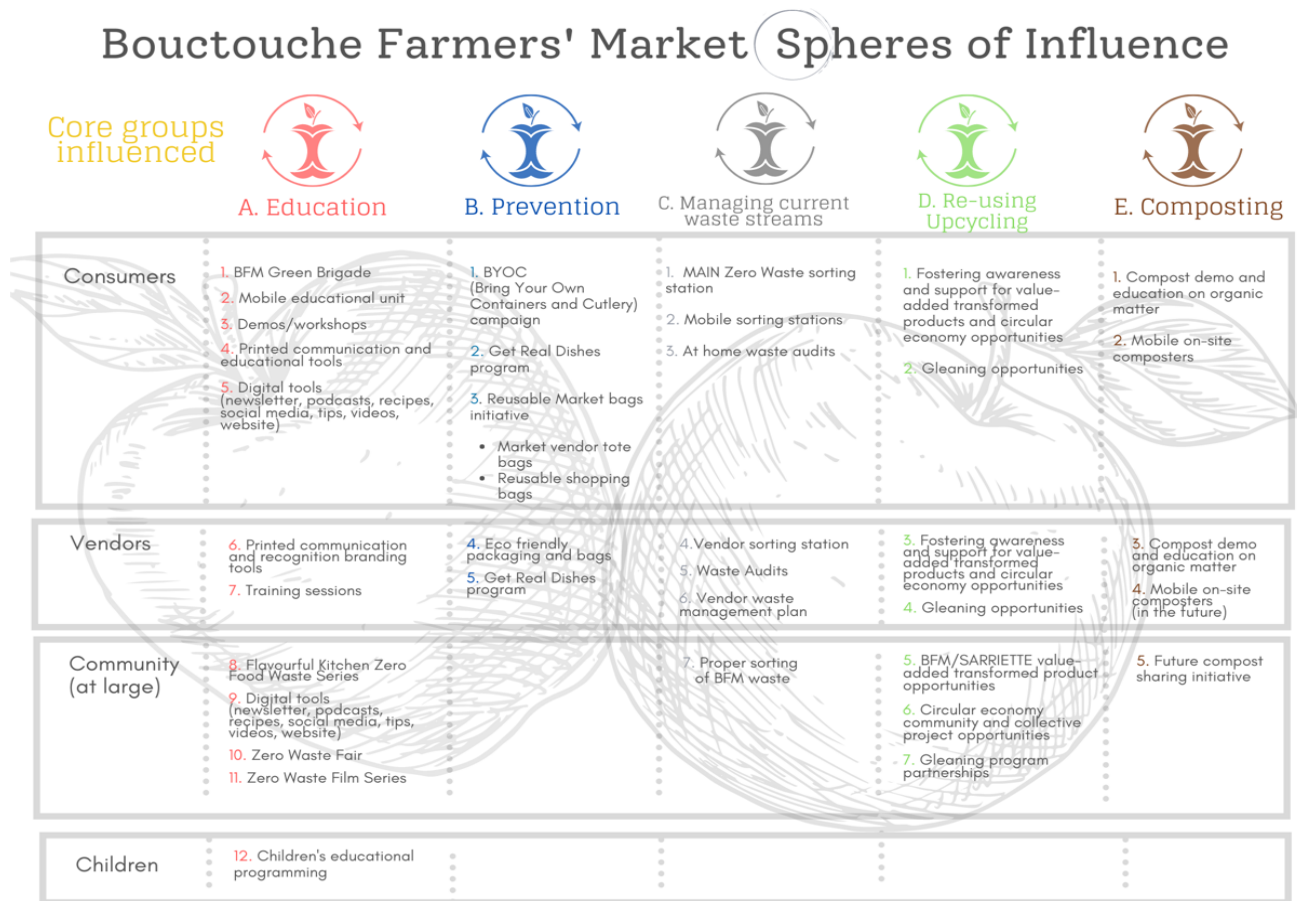 Bouctouche Farmers' Market Spheres of Influence
Core groups
influenced
A. Education
B. Prevention
C. Managing current
waste streams
D. Re-using
Upcycling
E. Composting
Consumers
1. BFM Green Brigade
2. Mobile educational unit
3. Demos/workshops
4. Printed communication and
educational tools
5. Digital tools
(newsletter, podcasts, recipes,
social media, tips, videos,
website)
1. BYOC
(Bring Your Own
Containers and Cutlery)
campaign
2. Get Real Dishes
program
3. Reusable Market bags
initiative
• Market vendor tote
bags
• Reusable shopping
bags
1. MAIN Zero Waste sorting
station
2. Mobile sorting stations
3. At home waste audits
1. Fostering awareness
and support for value-
added transformed
products and circular
economy opportunities
2. Gleaning opportunities
1. Compost demo and
education on organic
matter
2. Mobile on-site
composters
Vendors
6. Printed communication
and recognition branding
tools
7. Training sessions
4. Eco friendly
packaging and bags
5. Get Real Dishes
program
4.Vendor sorting station
5. Waste Audits
6. Vendor waste
management plan
3. Fostering awareness
and support for value-
added transformed
products and circular
economy opportunities
4. Gleaning opportunities
3. Compost demo
and education on
organic matter
4. Mobile on-site
composters
(in the future)
Community
(at large)
8. Flavourful Kitchen Zero
Food Waste Series
9. Digital tools
(newsletter, podcasts,
recipes, social media, tips,
videos, website)
10. Zero Waste Fair
11. Zero Waste Film Series
7. Proper sorting
of BFM waste
5. BFM/SARRIETTE value-
added transformed product
opportunities
6. Circular economy
community and collective
project opportunities
7. Gleaning program
partnerships
5. Future compost
sharing initiative
Children
12. Children's educational
programming